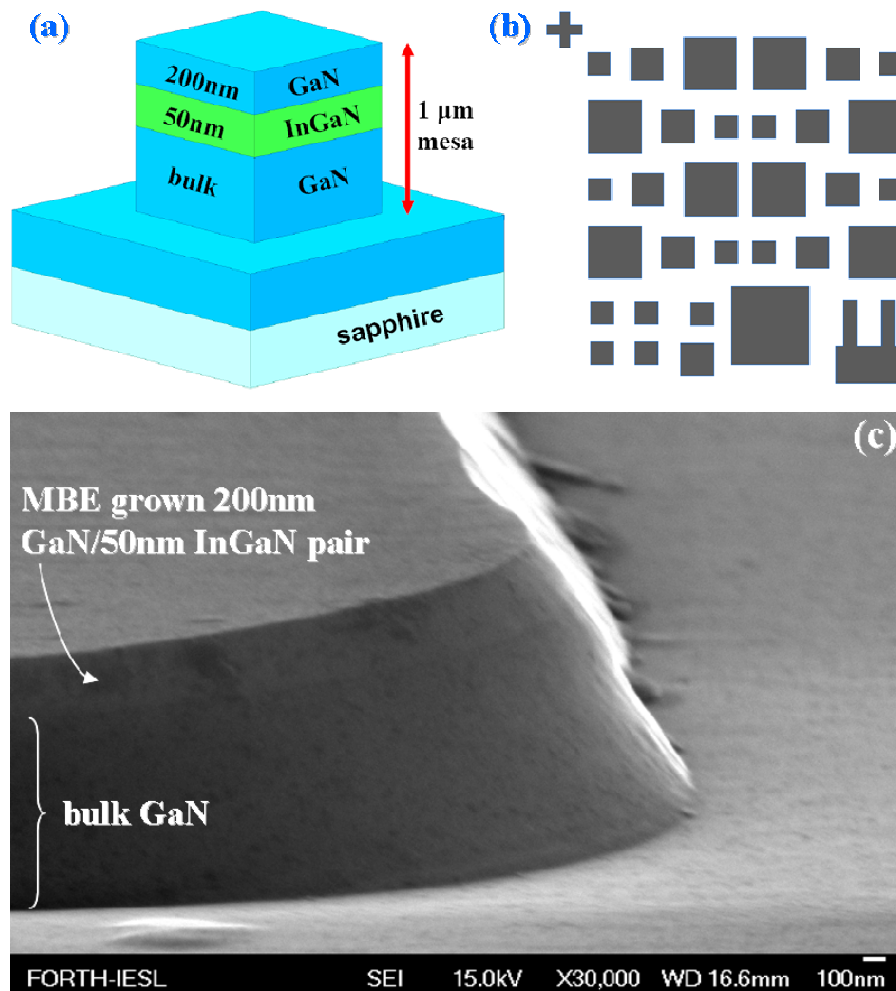 (a)
200nm GaN
50nm InGaN
bulk GaN
1 µm
mesa
sapphire
(b)
(c)
MBE grown 200nm
GaN/50nm InGaN pair
bulk GaN
FORTH-IESL SEI 15.0kV X30,000 WD 16.6mm 100nm